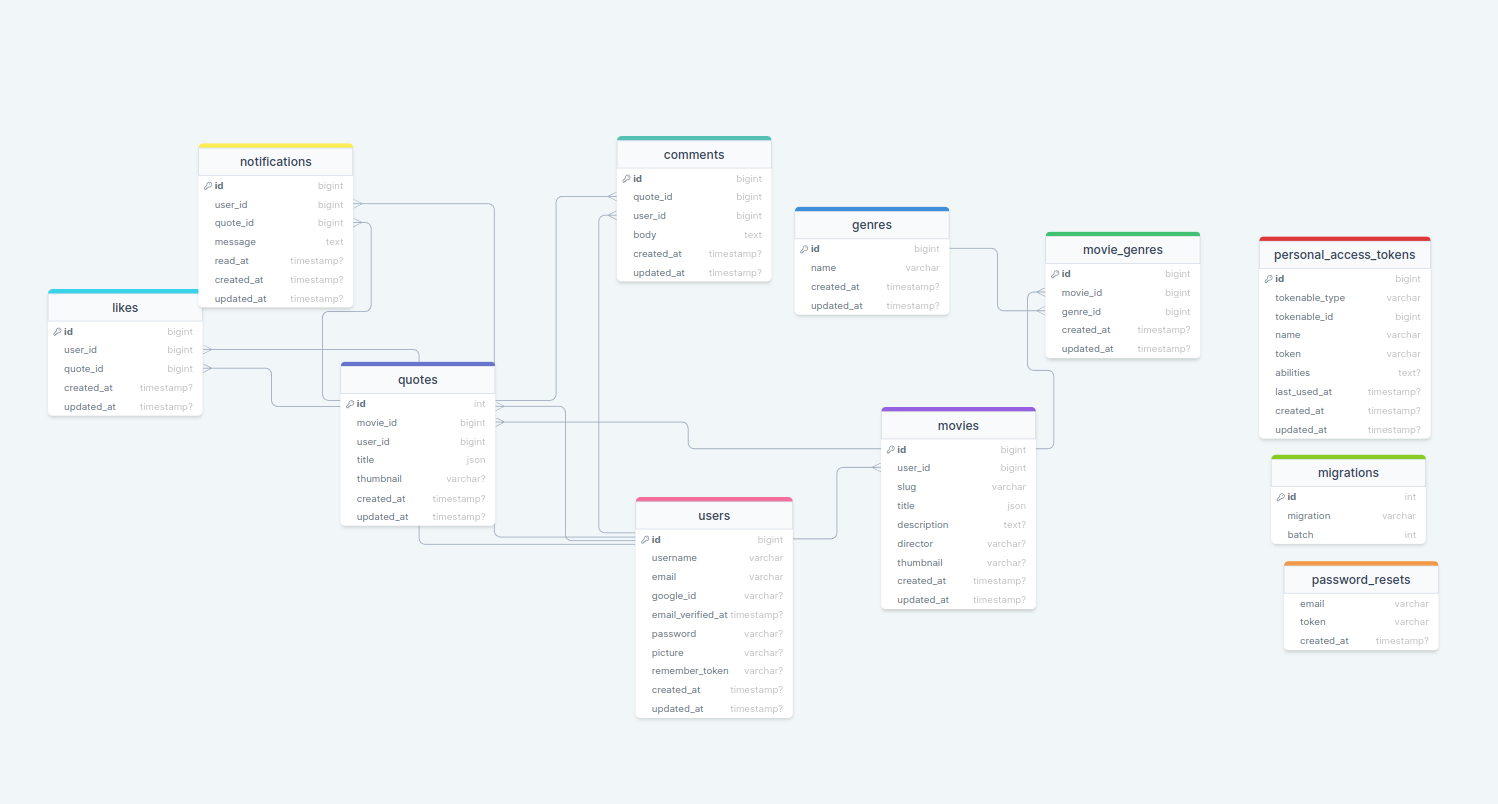 notifications
id bigint
user_id bigint
quote_id bigint
message text
read_at timestamp?
created_at timestamp?
updated_at timestamp?
likes
id bigint
user_id bigint
quote_id bigint
created_at timestamp?
updated_at timestamp?
quotes
id int
movie_id bigint
user_id bigint
title json
thumbnail varchar?
created_at timestamp?
updated_at timestamp?
comments
id bigint
quote_id bigint
user_id bigint
body text
created_at timestamp?
updated_at timestamp?
users
id bigint
username varchar
email varchar
google_id varchar?
email_verified_at timestamp?
password varchar?
picture varchar?
remember_token varchar?
created_at timestamp?
updated_at timestamp?
genres
id bigint
name varchar
created_at timestamp?
updated_at timestamp?
movies
id bigint
user_id bigint
slug varchar
title json
description text?
director varchar?
thumbnail varchar?
created_at timestamp?
updated_at timestamp?
movie_genres
id bigint
movie_id bigint
genre_id bigint
created_at timestamp?
updated_at timestamp?
personal_access_tokens
id bigint
tokenable_type varchar
tokenable_id bigint
name varchar
token varchar
abilities text?
last_used_at timestamp?
created_at timestamp?
updated_at timestamp?
migrations
id int
migration varchar
batch int
password_resets
email varchar
token varchar
created_at timestamp?